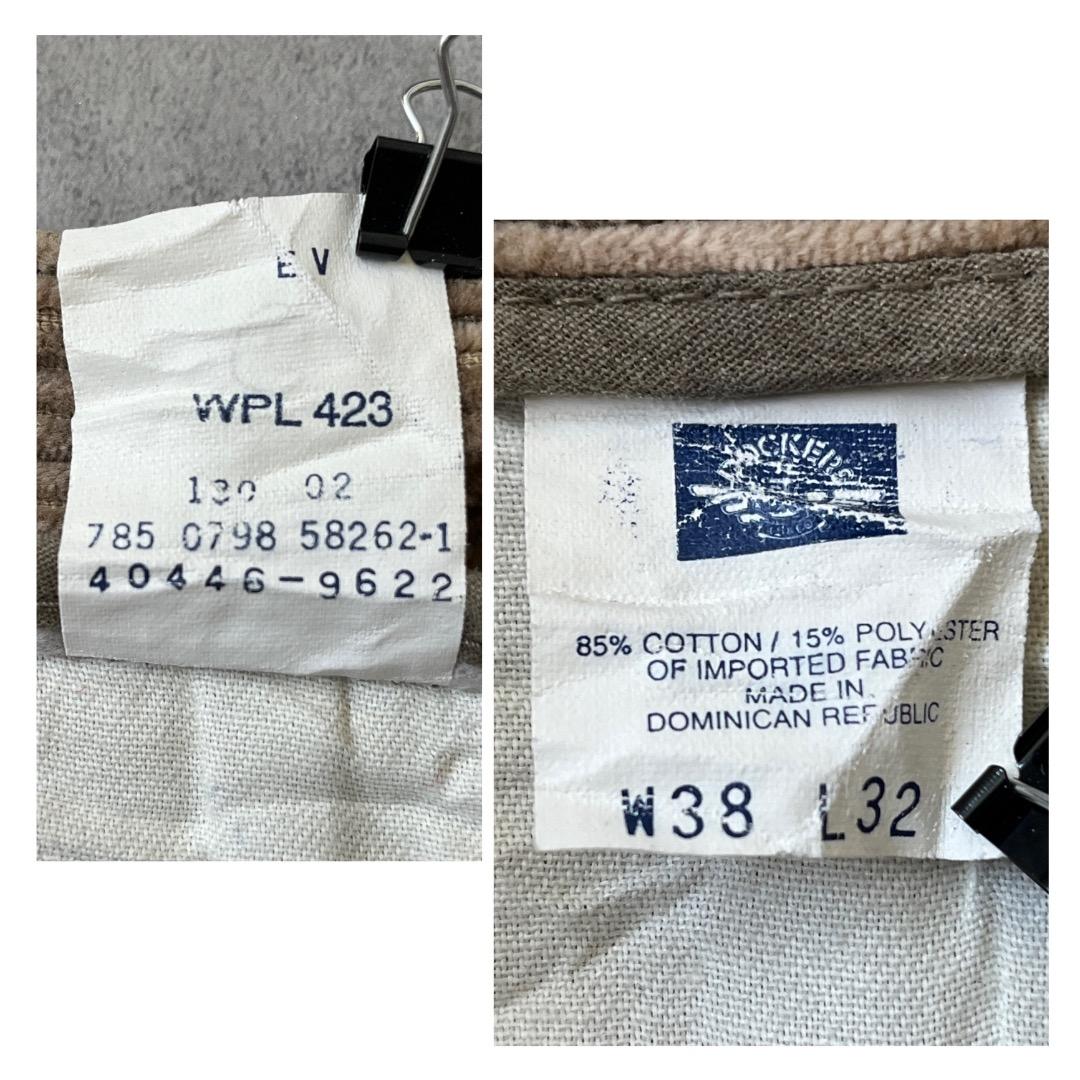 EV
WPL 423
130 02
785 0798 58262-1
40446-9622
DOCKERS
85% COTTON / 15% POLYESTER
OF IMPORTED FABRIC
MADE IN
DOMINICAN REPUBLIC
W38 L32